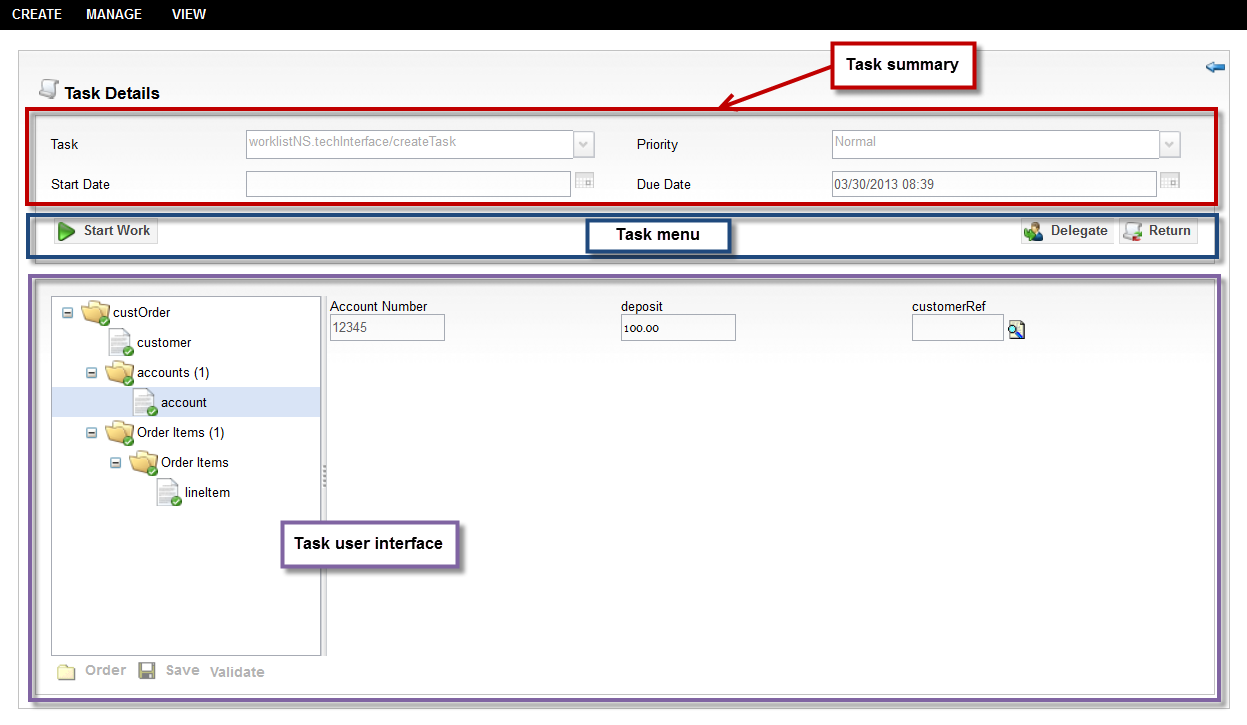 CREATE MANAGE VIEW
Task summary
Task Details
Task worklistNS.techInterface/createTask Priority Normal
Start Date Due Date 03/30/2013 08:39
Start Work Task menu Delegate Return
custOrder
customer
accounts (1)
account
Order Items (1)
Order Items
lineItem
Account Number deposit customerRef
12345 100.00
Task user interface
Order Save Validate